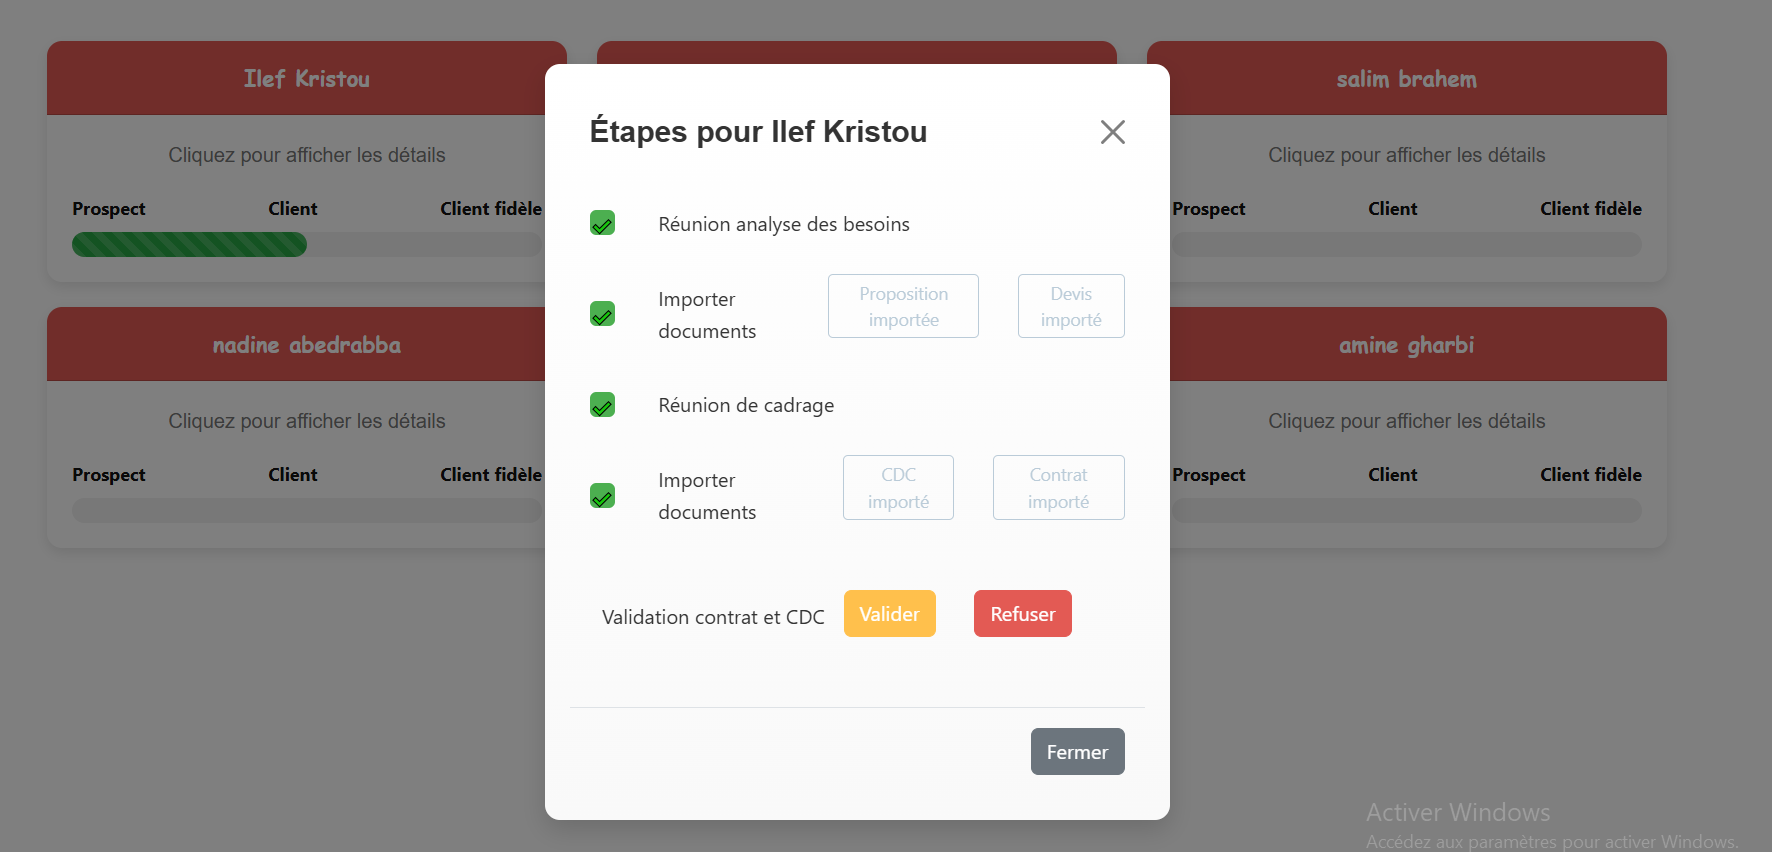 Ilef Kristou
Cliquez pour afficher les détails
Prospect Client Client fidèle
salim brahem
Cliquez pour afficher les détails
Prospect Client Client fidèle
nadine abedrabba
Cliquez pour afficher les détails
Prospect Client Client fidèle
amine gharbi
Cliquez pour afficher les détails
Prospect Client Client fidèle
Étapes pour Ilef Kristou
Réunion analyse des besoins
Importer
documents
Proposition
importée
Devis
importé
Réunion de cadrage
Importer
documents
CDC
importé
Contrat
importé
Validation contrat et CDC Valider Refuser
Fermer
Activer Windows
Accédez aux paramètres pour activer Windows.